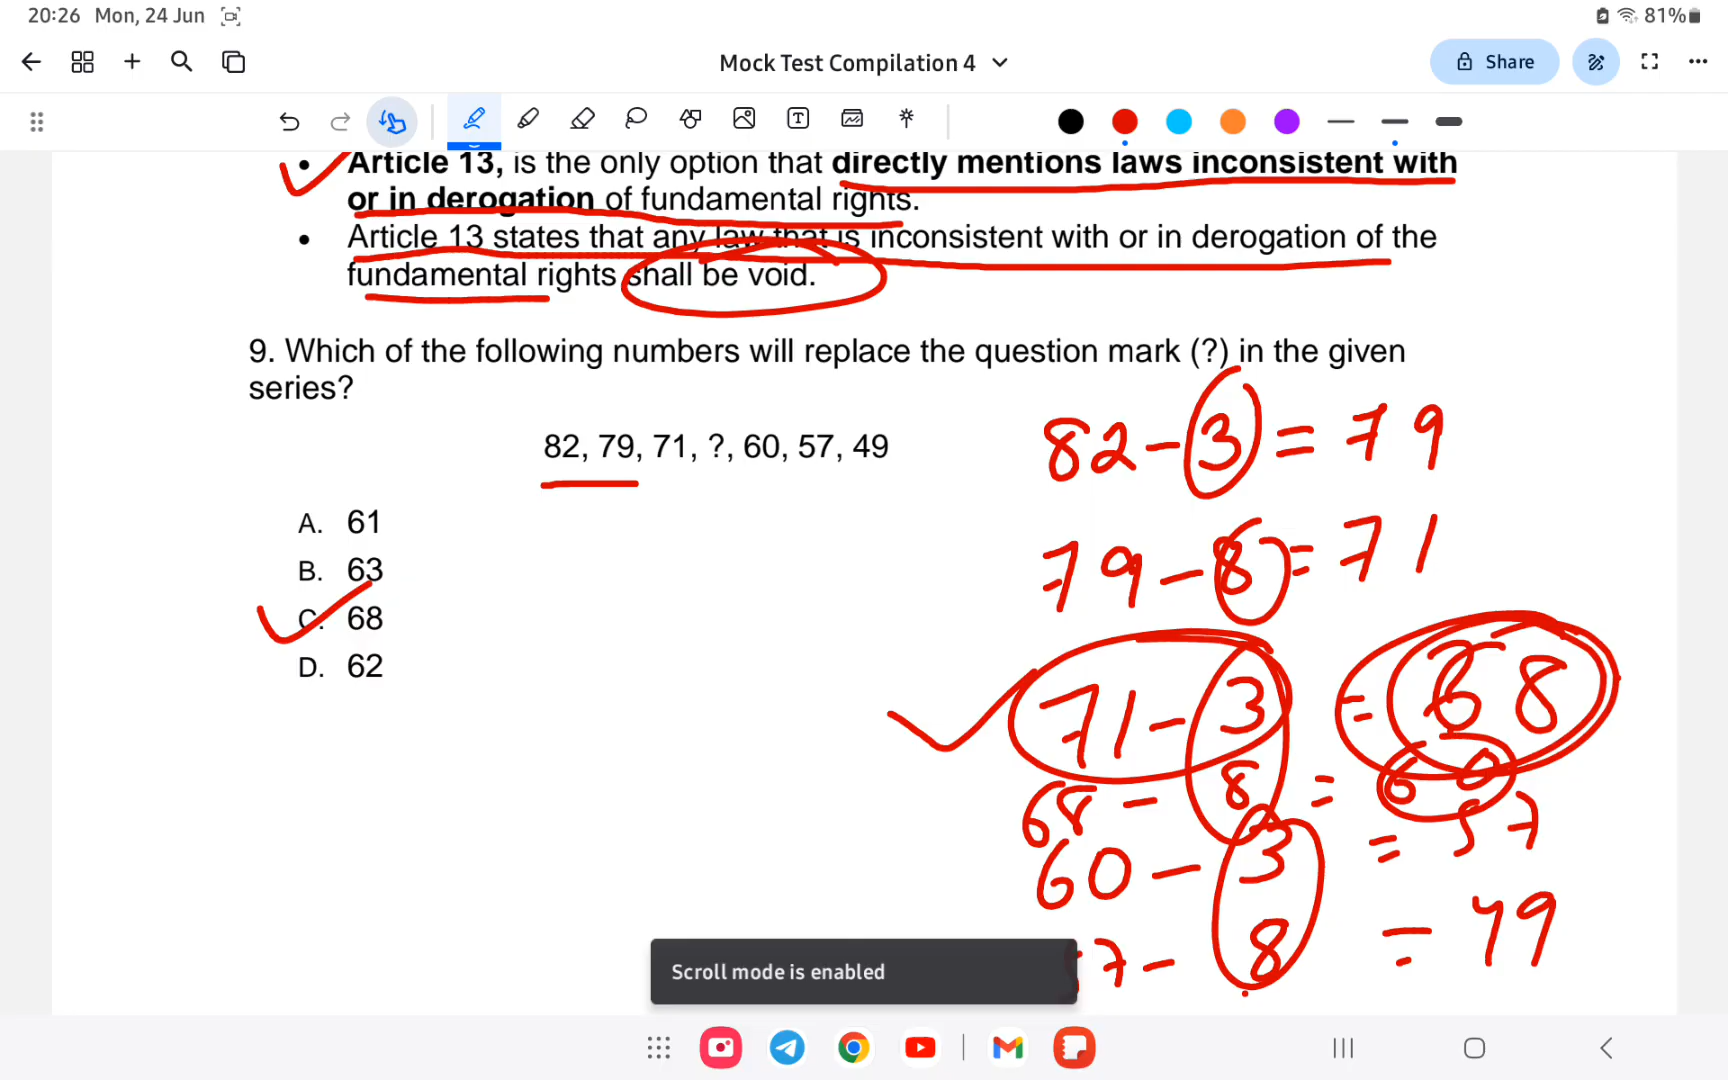 20:26 Mon, 24 Jun
81%
Mock Test Compilation 4
Share
Article 13, is the only option that directly mentions laws inconsistent with
or in derogation of fundamental rights.
Article 13 states that any law that is inconsistent with or in derogation of the
fundamental rights shall be void.
9. Which of the following numbers will replace the question mark (?) in the given
series?
82, 79, 71, ?, 60, 57, 49
A. 61
B. 63
C. 68
D. 62
82 - 3 = 79
79 - 8 = 71
71 - 3 = 68
68 - 8 = 60
60 - 3 = 57
7 - 8 = 49
Scroll mode is enabled